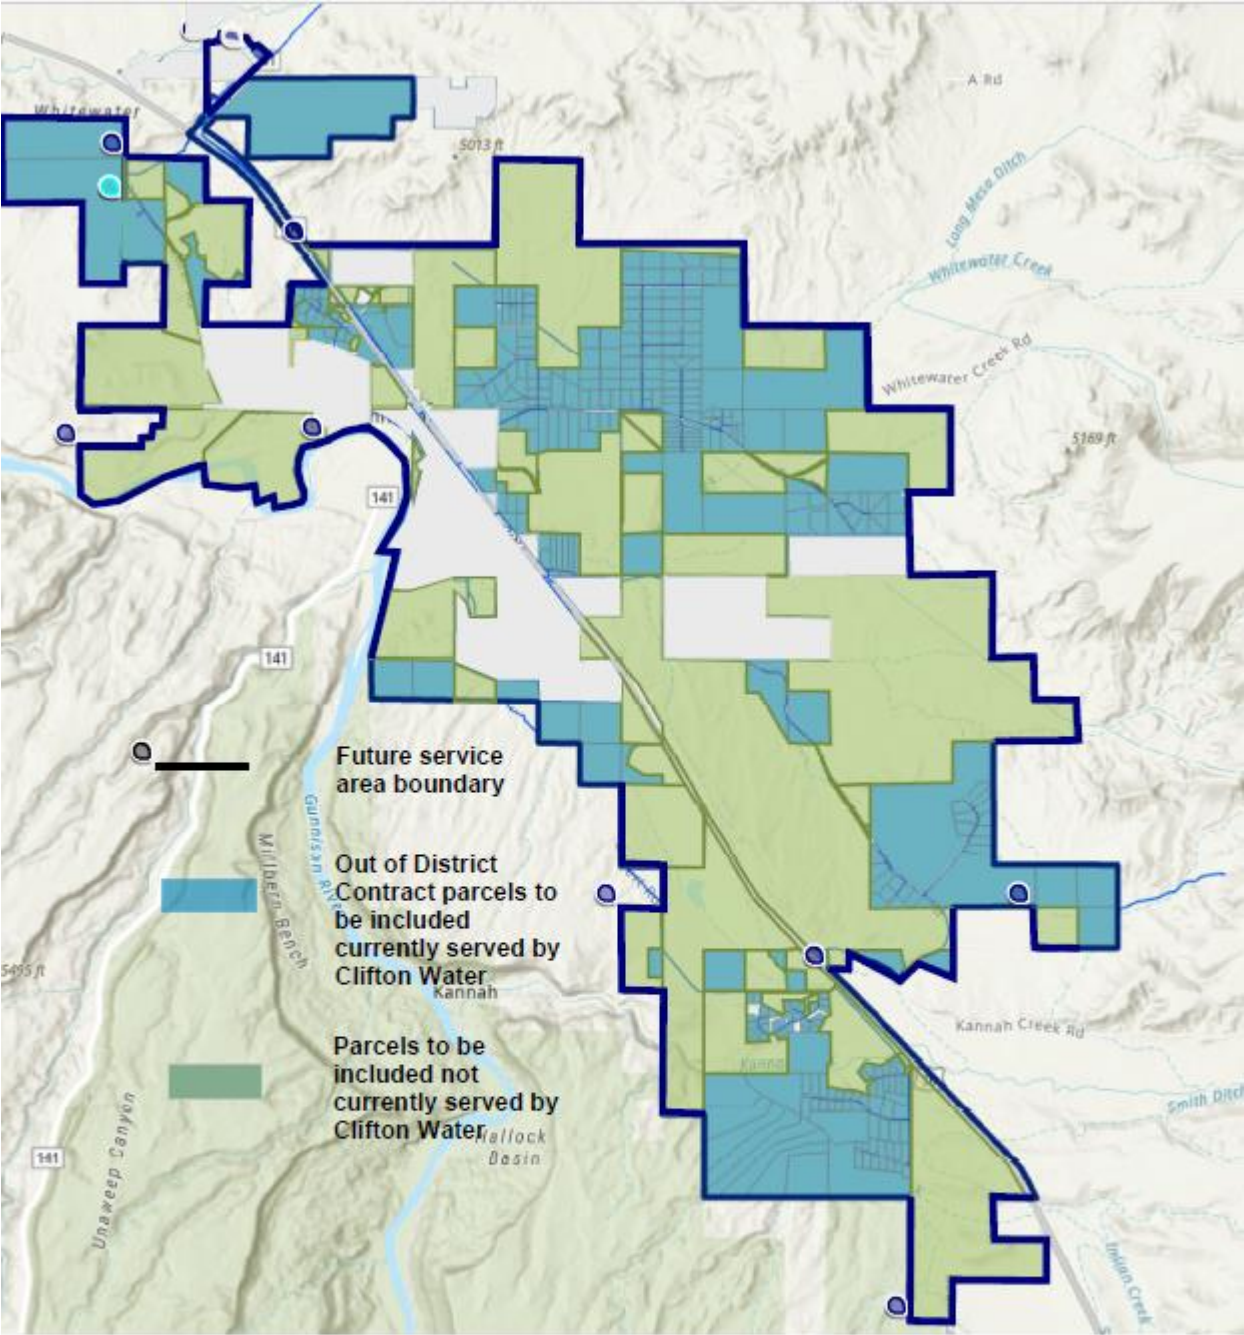 A Rd
Whitewater
5013 ft
Long Mesa Ditch
Whitewater Creek
Whitewater Creek Rd
5169 ft
141
141
Future service
area boundary
Gunnison River
Millbern Bench
Out of District
Contract parcels to
be included
currently served by
Clifton Water
5495 ft
Kannah
Kannah Creek Rd
Parcels to be
included not
currently served by
Clifton Water
Kanna
Smith Ditch
Hallock
Basin
141
Unaweep Canyon
Indian Creek